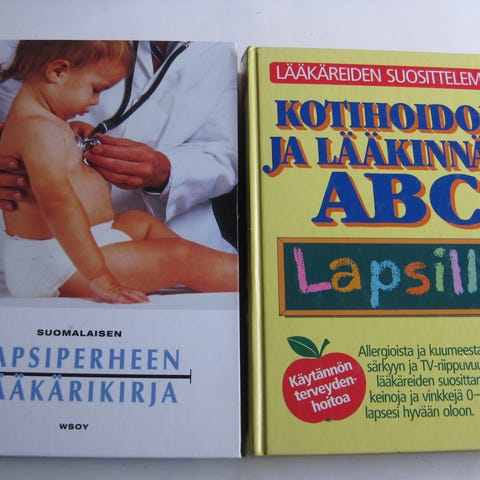 SUOMALAISEN
APSIPERHEEN
ÄÄKÄRIKIRJA
WSOY
LÄÄKÄREIDEN SUOSITTELEM
KOTIHOIDO
JA LÄÄKINNÄ
ABC
Lapsill
Käytännön
terveyden-
hoitoa
Allergioista ja kuumeesta
särkyyn ja TV-riippuvuu
lääkäreiden suosittam
keinoja ja vinkkejä 0–
lapsesi hyvään oloon.